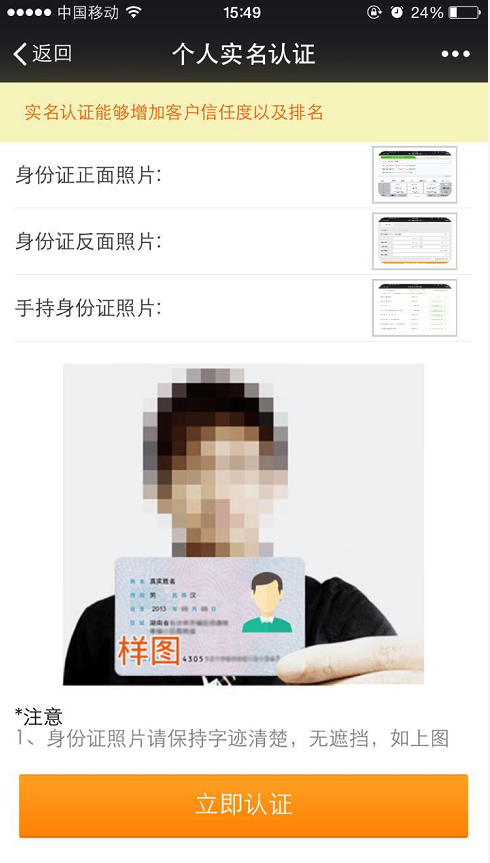 中国移动 15:49 24%
返回 个人实名认证
实名认证能够增加客户信任度以及排名
身份证正面照片:
身份证反面照片:
手持身份证照片:
姓名 真实姓名
性别 男 民族 汉
出生 2013 年 月 日
住址 湖南省
样图 4305
*注意
1、身份证照片请保持字迹清楚，无遮挡，如上图
立即认证